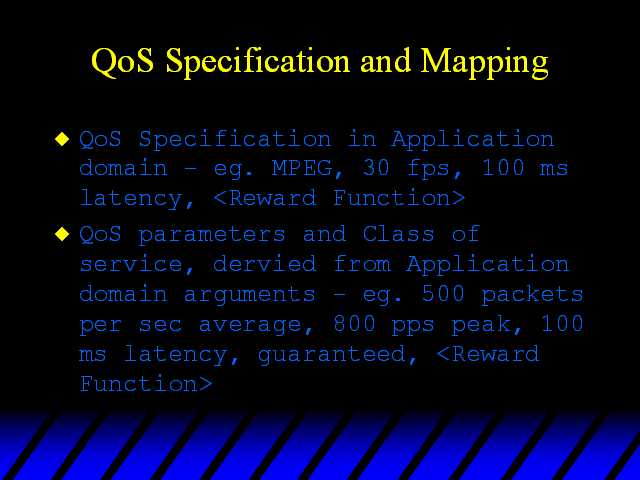 QoS Specification and Mapping
QoS Specification in Application
domain – eg. MPEG, 30 fps, 100 ms
latency, <Reward Function>
QoS parameters and Class of
service, dervied from Application
domain arguments – eg. 500 packets
per sec average, 800 pps peak, 100
ms latency, guaranteed, <Reward
Function>